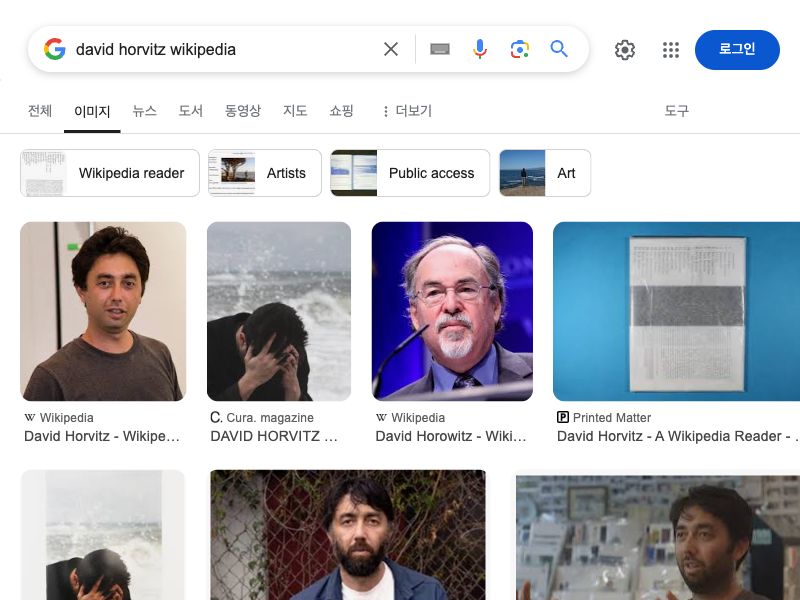 david horvitz wikipedia
로그인
전체 이미지 뉴스 도서 동영상 지도 쇼핑 더보기 도구
Wikipedia reader
Artists
Public access
Art
Wikipedia
David Horvitz - Wikipe...
Cura. magazine
DAVID HORVITZ ...
Wikipedia
David Horowitz - Wiki...
Printed Matter
David Horvitz - A Wikipedia Reader - ..